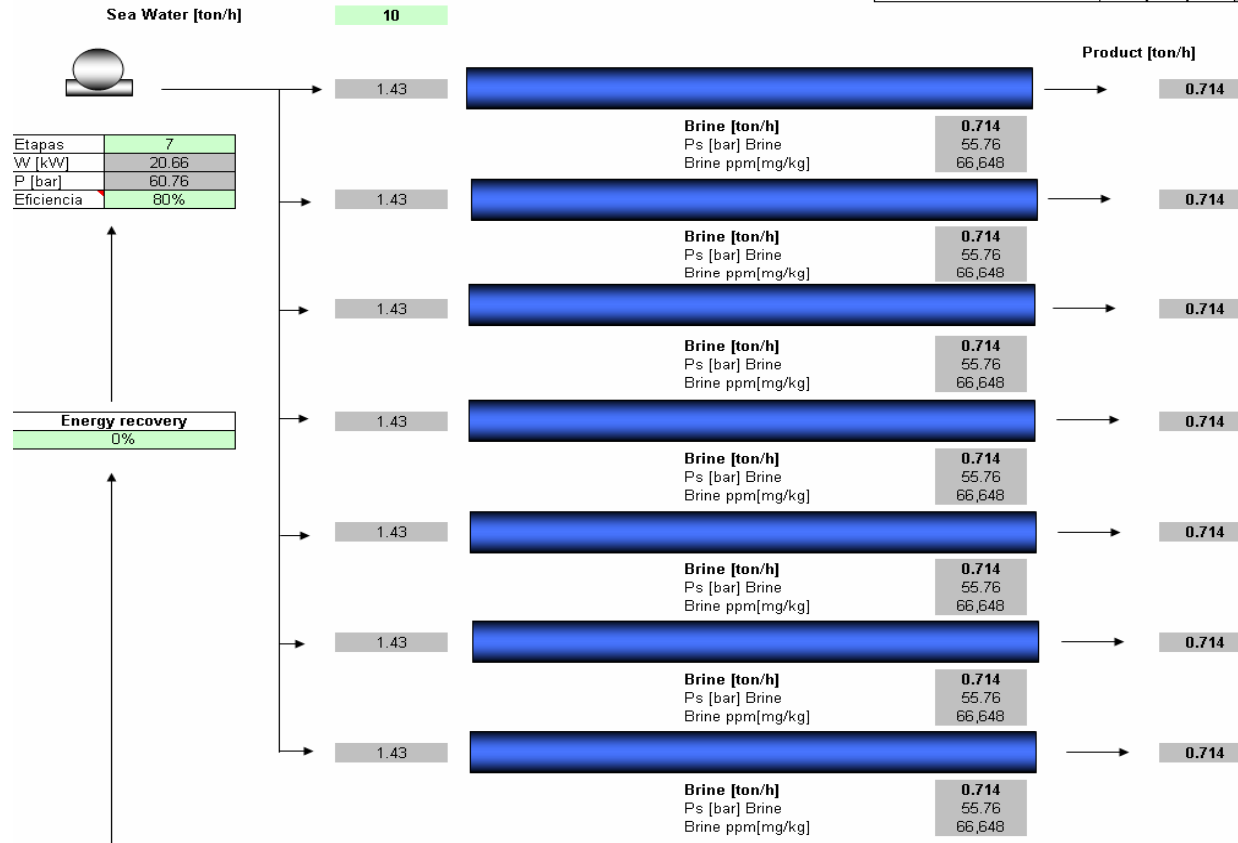 Sea Water [ton/h] 10
Product [ton/h]
1.43 0.714
Brine [ton/h] 0.714
Etapas 7
Ps [bar] Brine 55.76
W [kW] 20.66
Brine ppm[mg/kg] 66,648
P [bar] 60.76
Eficiencia 80%
1.43 0.714
Brine [ton/h] 0.714
Ps [bar] Brine 55.76
Brine ppm[mg/kg] 66,648
1.43 0.714
Brine [ton/h] 0.714
Ps [bar] Brine 55.76
Brine ppm[mg/kg] 66,648
Energy recovery
1.43 0.714
0%
Brine [ton/h] 0.714
Ps [bar] Brine 55.76
Brine ppm[mg/kg] 66,648
1.43 0.714
Brine [ton/h] 0.714
Ps [bar] Brine 55.76
Brine ppm[mg/kg] 66,648
1.43 0.714
Brine [ton/h] 0.714
Ps [bar] Brine 55.76
Brine ppm[mg/kg] 66,648
1.43 0.714
Brine [ton/h] 0.714
Ps [bar] Brine 55.76
Brine ppm[mg/kg] 66,648